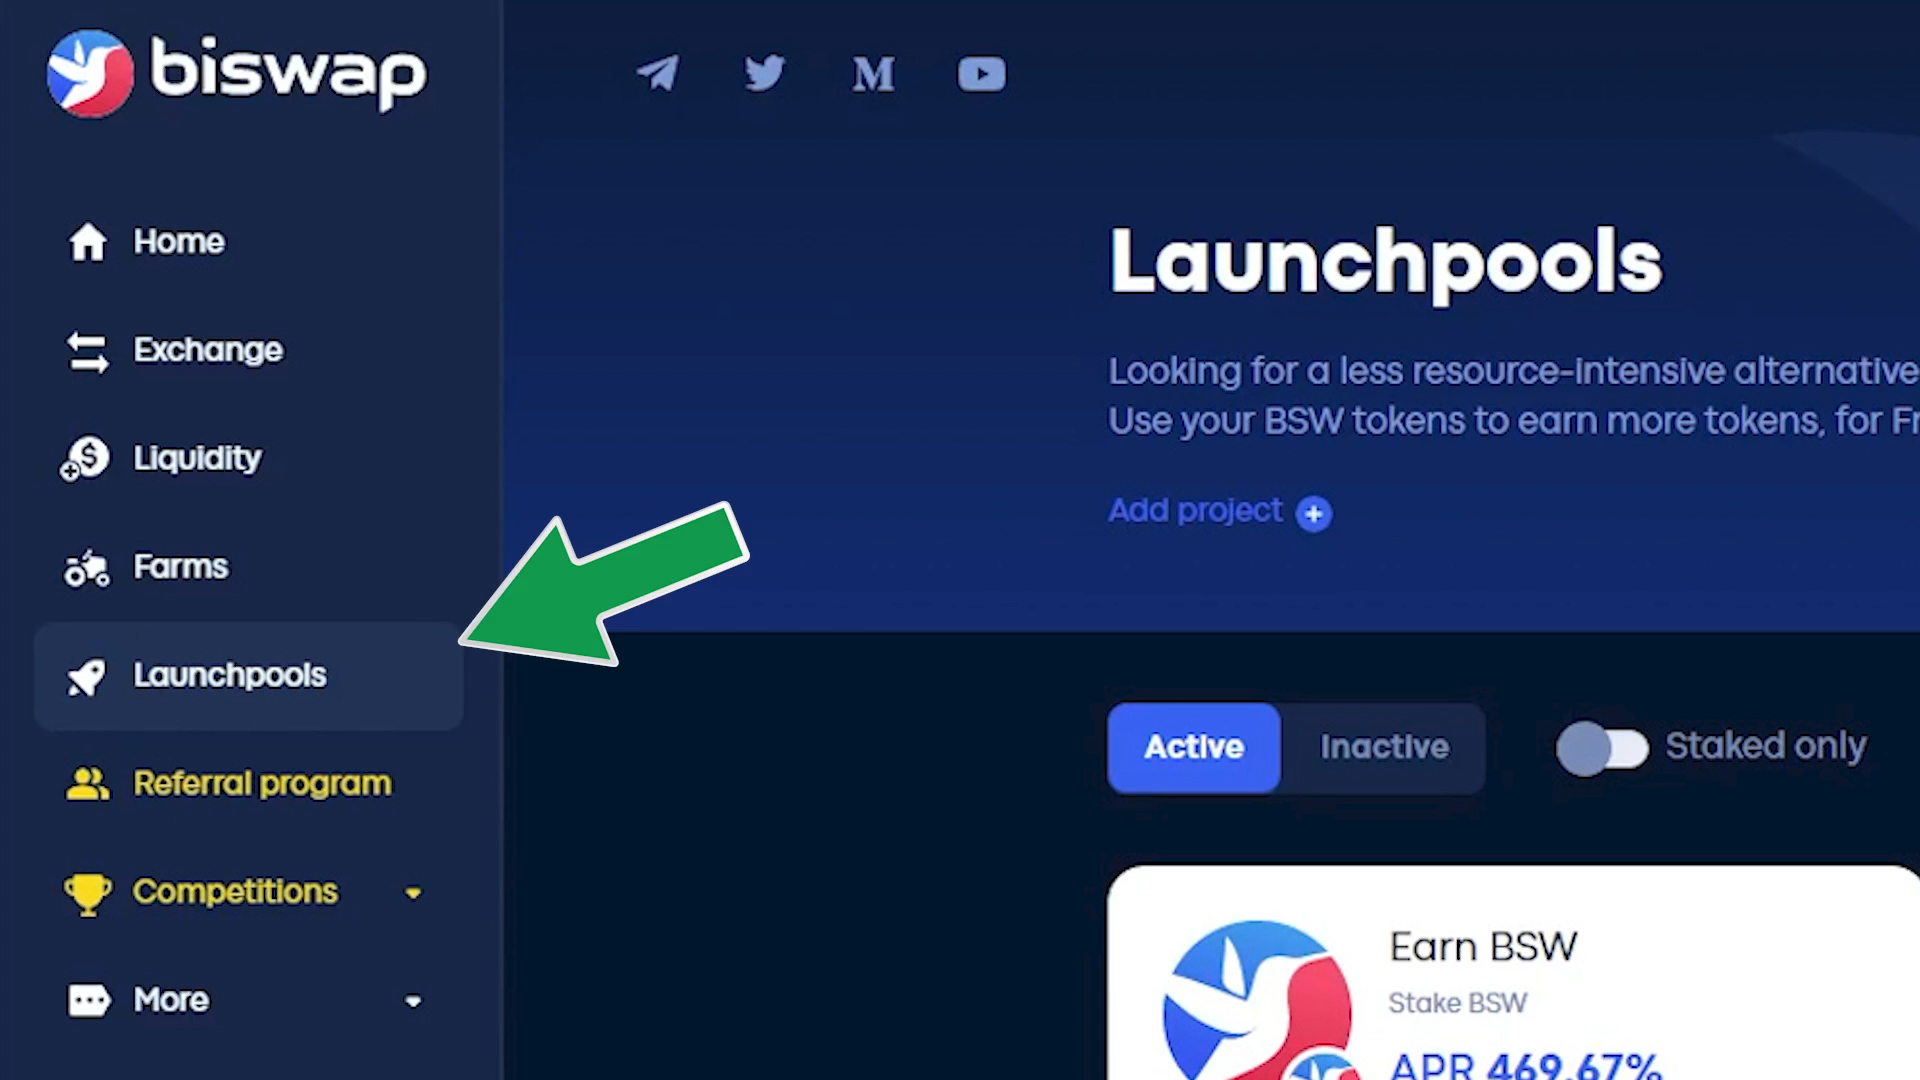 biswap
Home
Exchange
Liquidity
Farms
Launchpools
Referral program
Competitions
More
M
Launchpools
Looking for a less resource-intensive alternative
Use your BSW tokens to earn more tokens, for Fr
Add project
Active
Inactive
Staked only
Earn BSW
Stake BSW
APR 469.67%